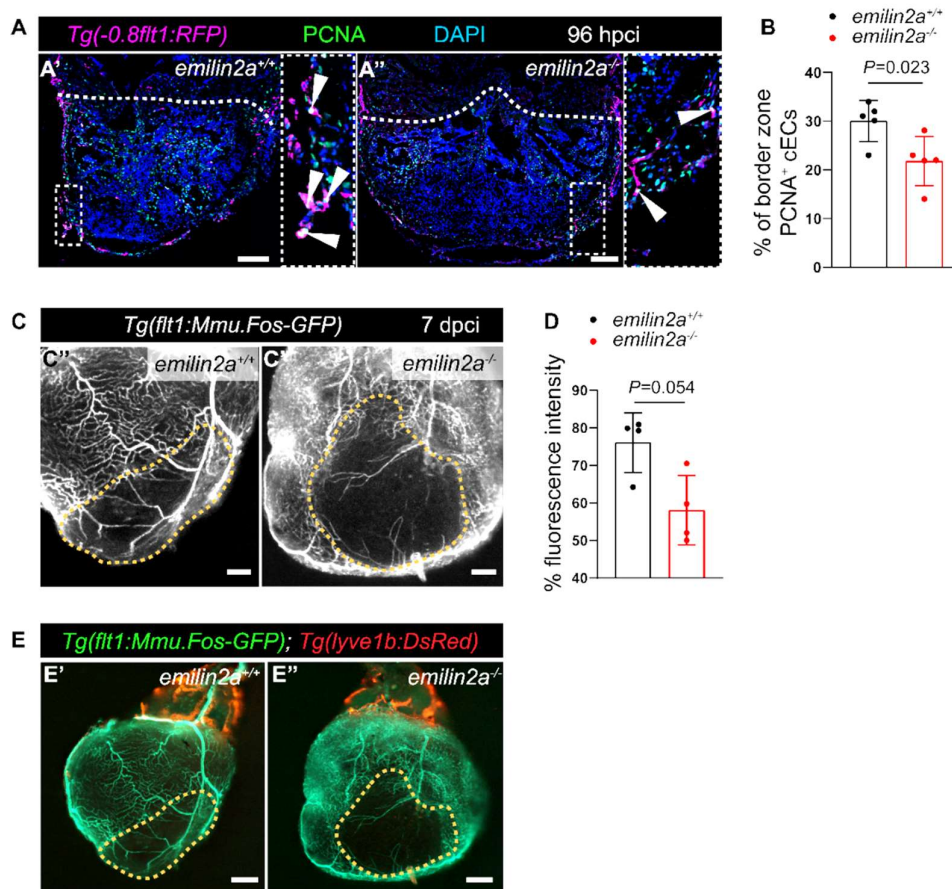 A
Tg(-0.8flt1:RFP) PCNA DAPI 96 hpci
A' emilin2a+/+
A" emilin2a-/-
B
emilin2a+/+
emilin2a-/-
P=0.023
% of border zone
PCNA+ cECs
40
30
20
10
0
C
Tg(flt1:Mmu.Fos-GFP) 7 dpci
C" emilin2a+/+
C' emilin2a-/-
D
emilin2a+/+
emilin2a-/-
P=0.054
% fluorescence intensity
90
80
70
60
50
40
E
Tg(flt1:Mmu.Fos-GFP); Tg(lyve1b:DsRed)
E' emilin2a+/+
E" emilin2a-/-